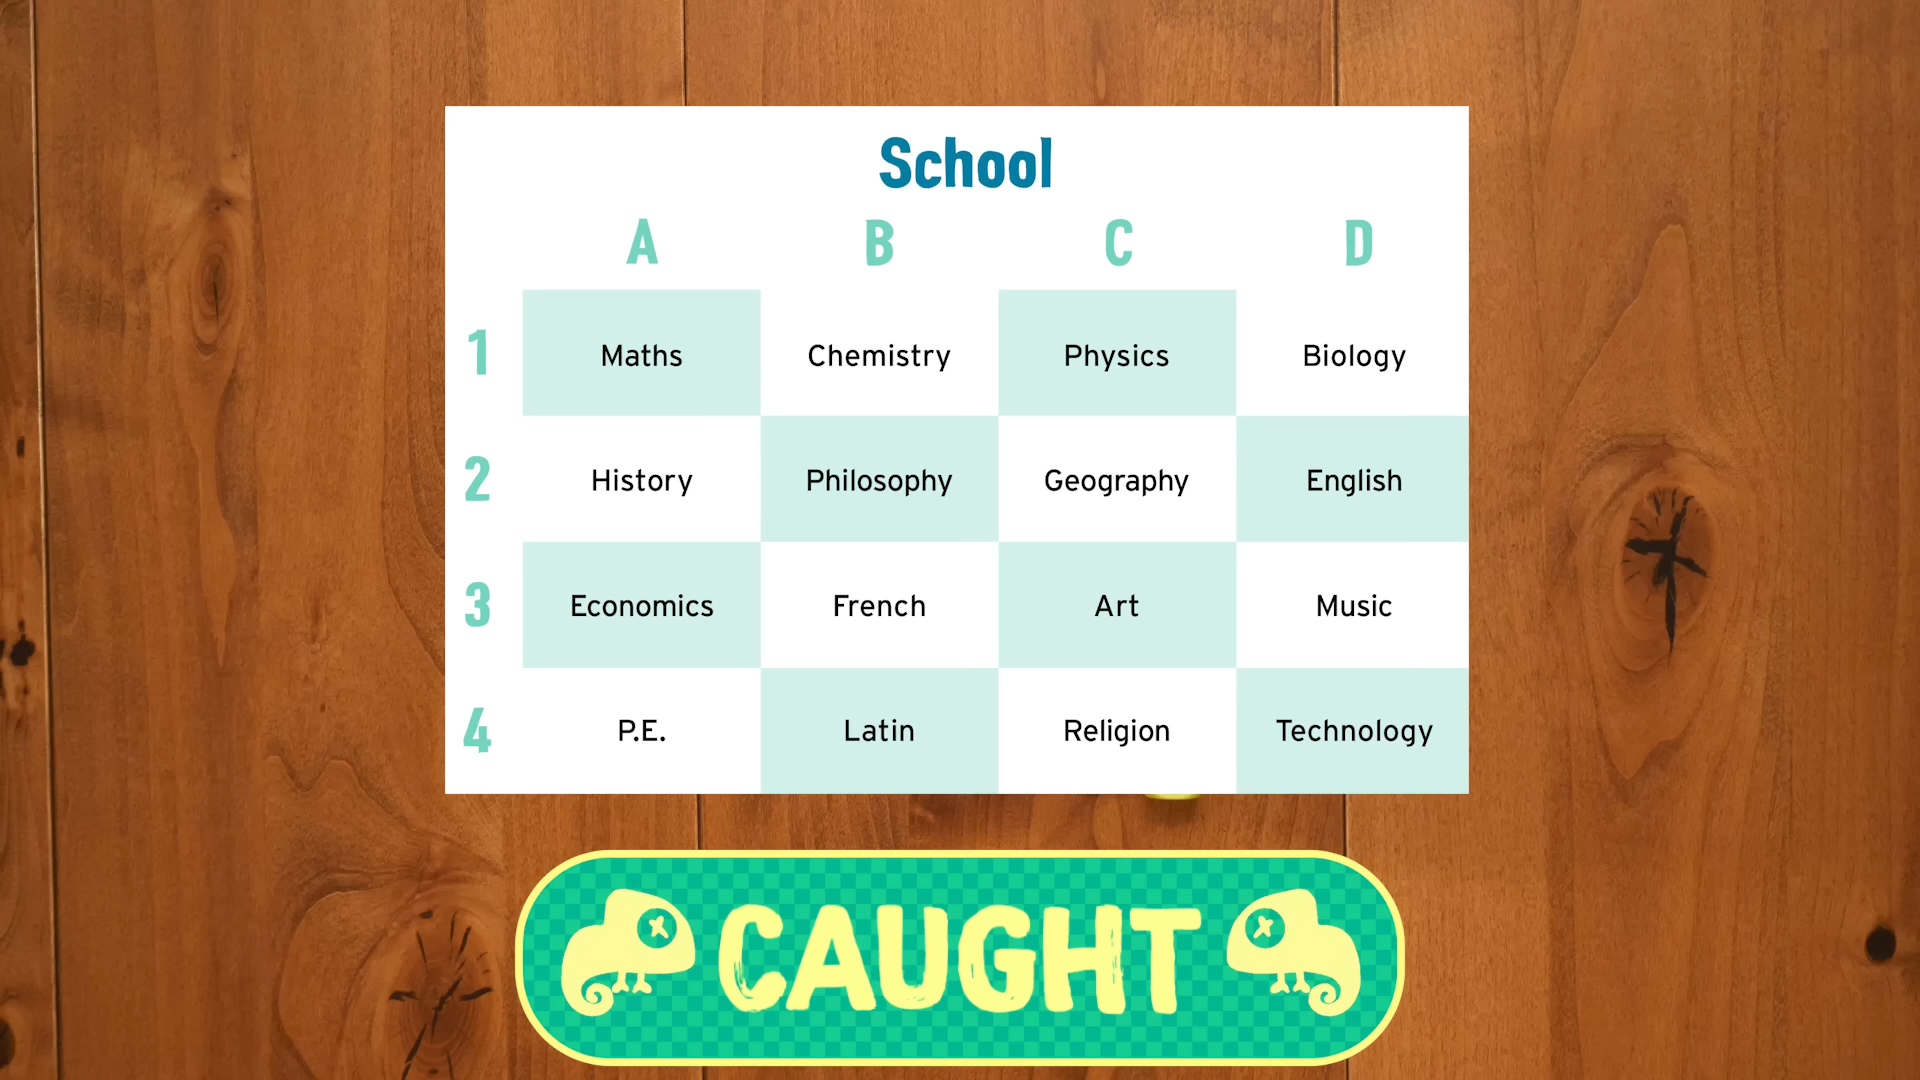 School
A B C D
1 Maths Chemistry Physics Biology
2 History Philosophy Geography English
3 Economics French Art Music
4 P.E. Latin Religion Technology
CAUGHT